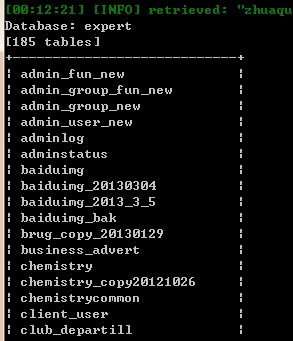 [00:12:21] [INFO] retrieved: "zhuaqu
Database: expert
[185 tables]
+---------------------------+
| admin_fun_new |
| admin_group_fun_new |
| admin_group_new |
| admin_user_new |
| adminlog |
| adminstatus |
| baiduimg |
| baiduimg_20130304 |
| baiduimg_2013_3_5 |
| baiduimg_bak |
| brug_copy_20130129 |
| business_advert |
| chemistry |
| chemistry_copy20121026 |
| chemistrycommon |
| client_user |
| club_departill |